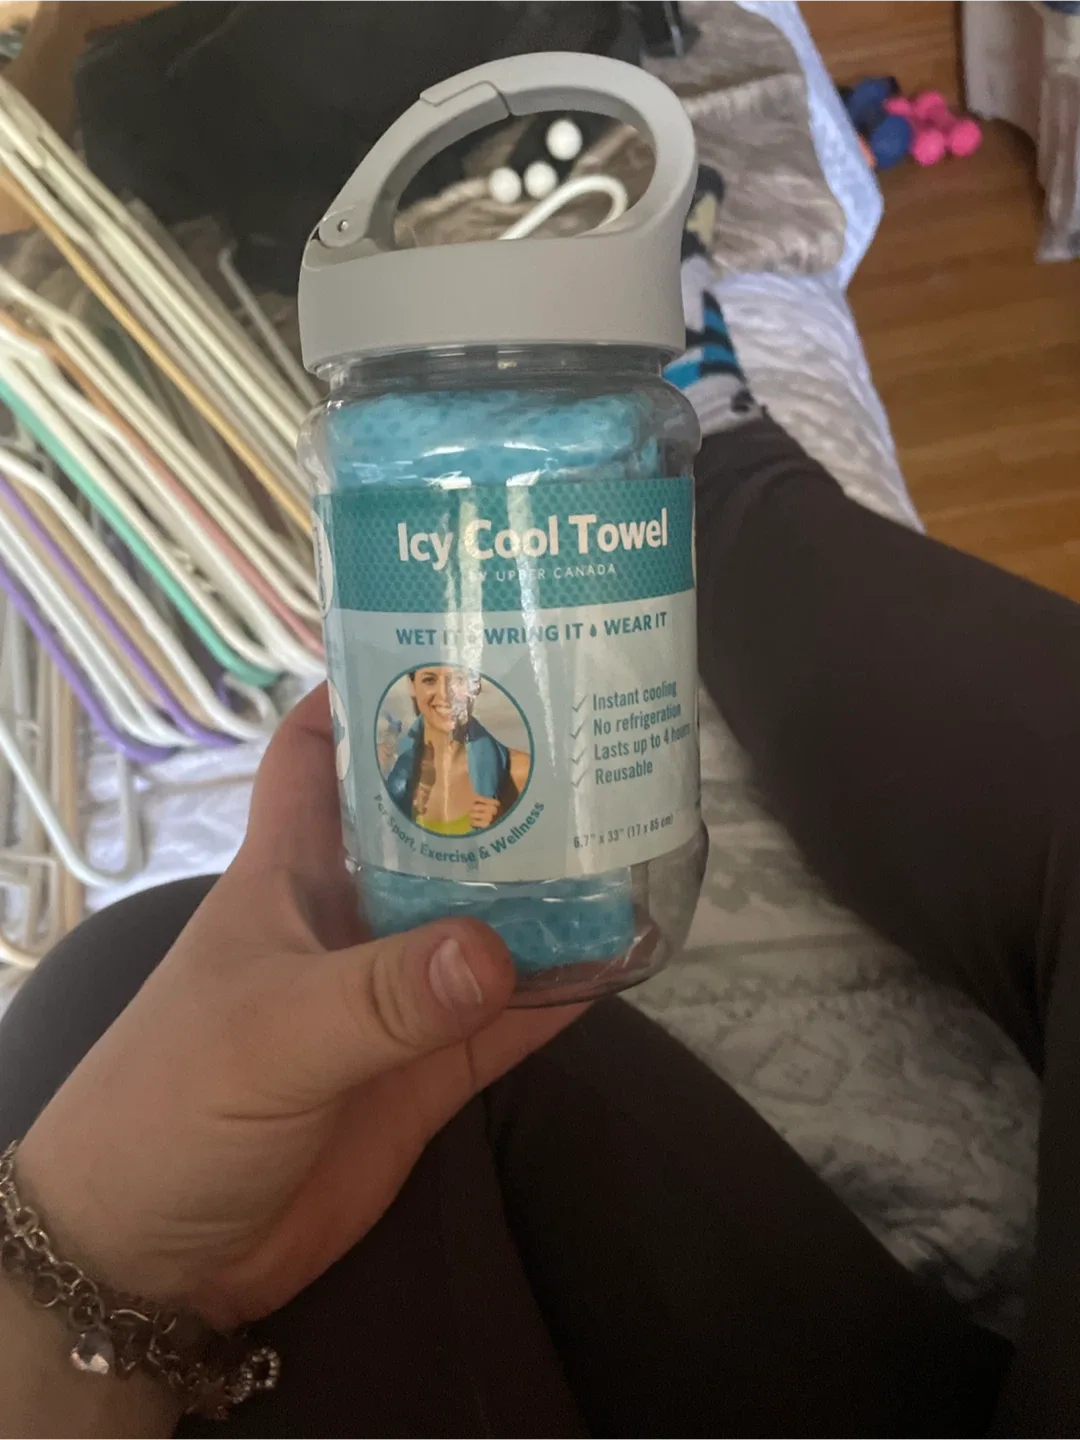 Icy Cool Towel
BY UPPER CANADA
WET IT WRING IT WEAR IT
Instant cooling
No refrigeration
Lasts up to 4 hours
Reusable
For Sport, Exercise & Wellness
6.7" x 33" (17 x 85 cm)